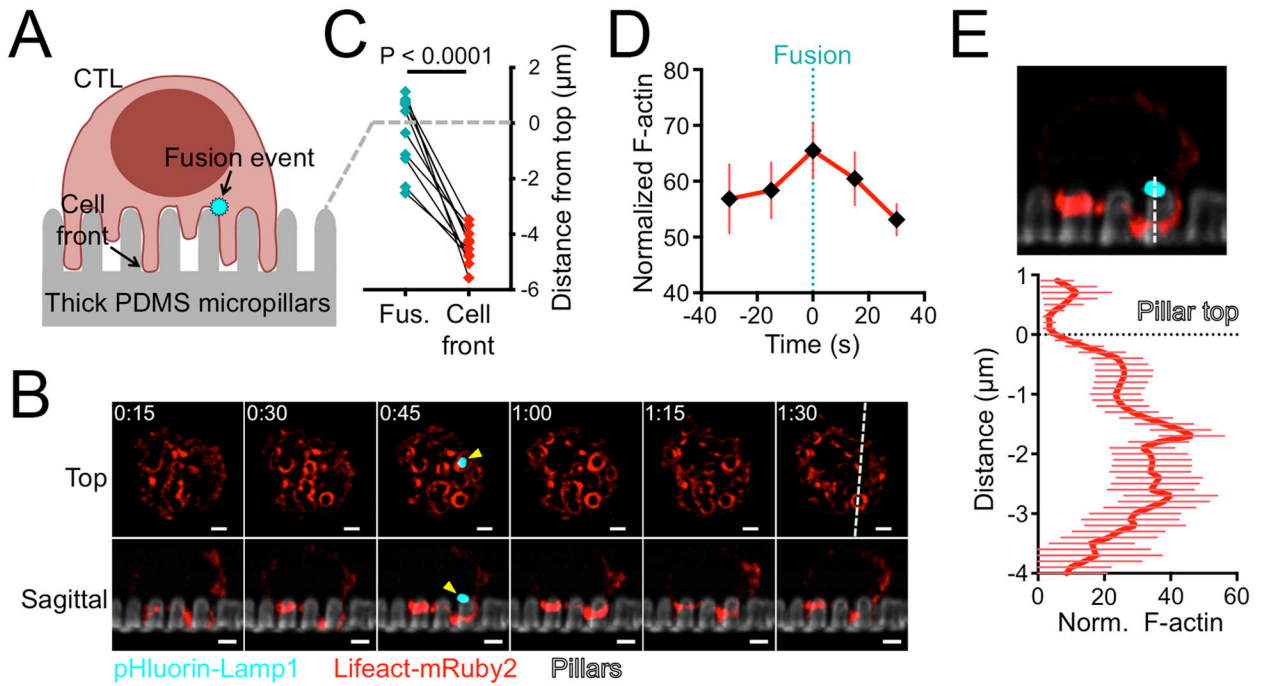 A
CTL
Fusion event
Cell
front
Thick PDMS micropillars
C
P < 0.0001
2
0
-2
-4
-6
Distance from top (μm)
Fus.
Cell
front
D
Fusion
80
70
60
50
40
Normalized F-actin
-40
-20
0
20
40
Time (s)
B
0:15
0:30
0:45
1:00
1:15
1:30
Top
Sagittal
pHluorin-Lamp1
Lifeact-mRuby2
Pillars
E
1
0
-1
-2
-3
-4
Distance (μm)
Pillar top
0
20
40
60
Norm. F-actin